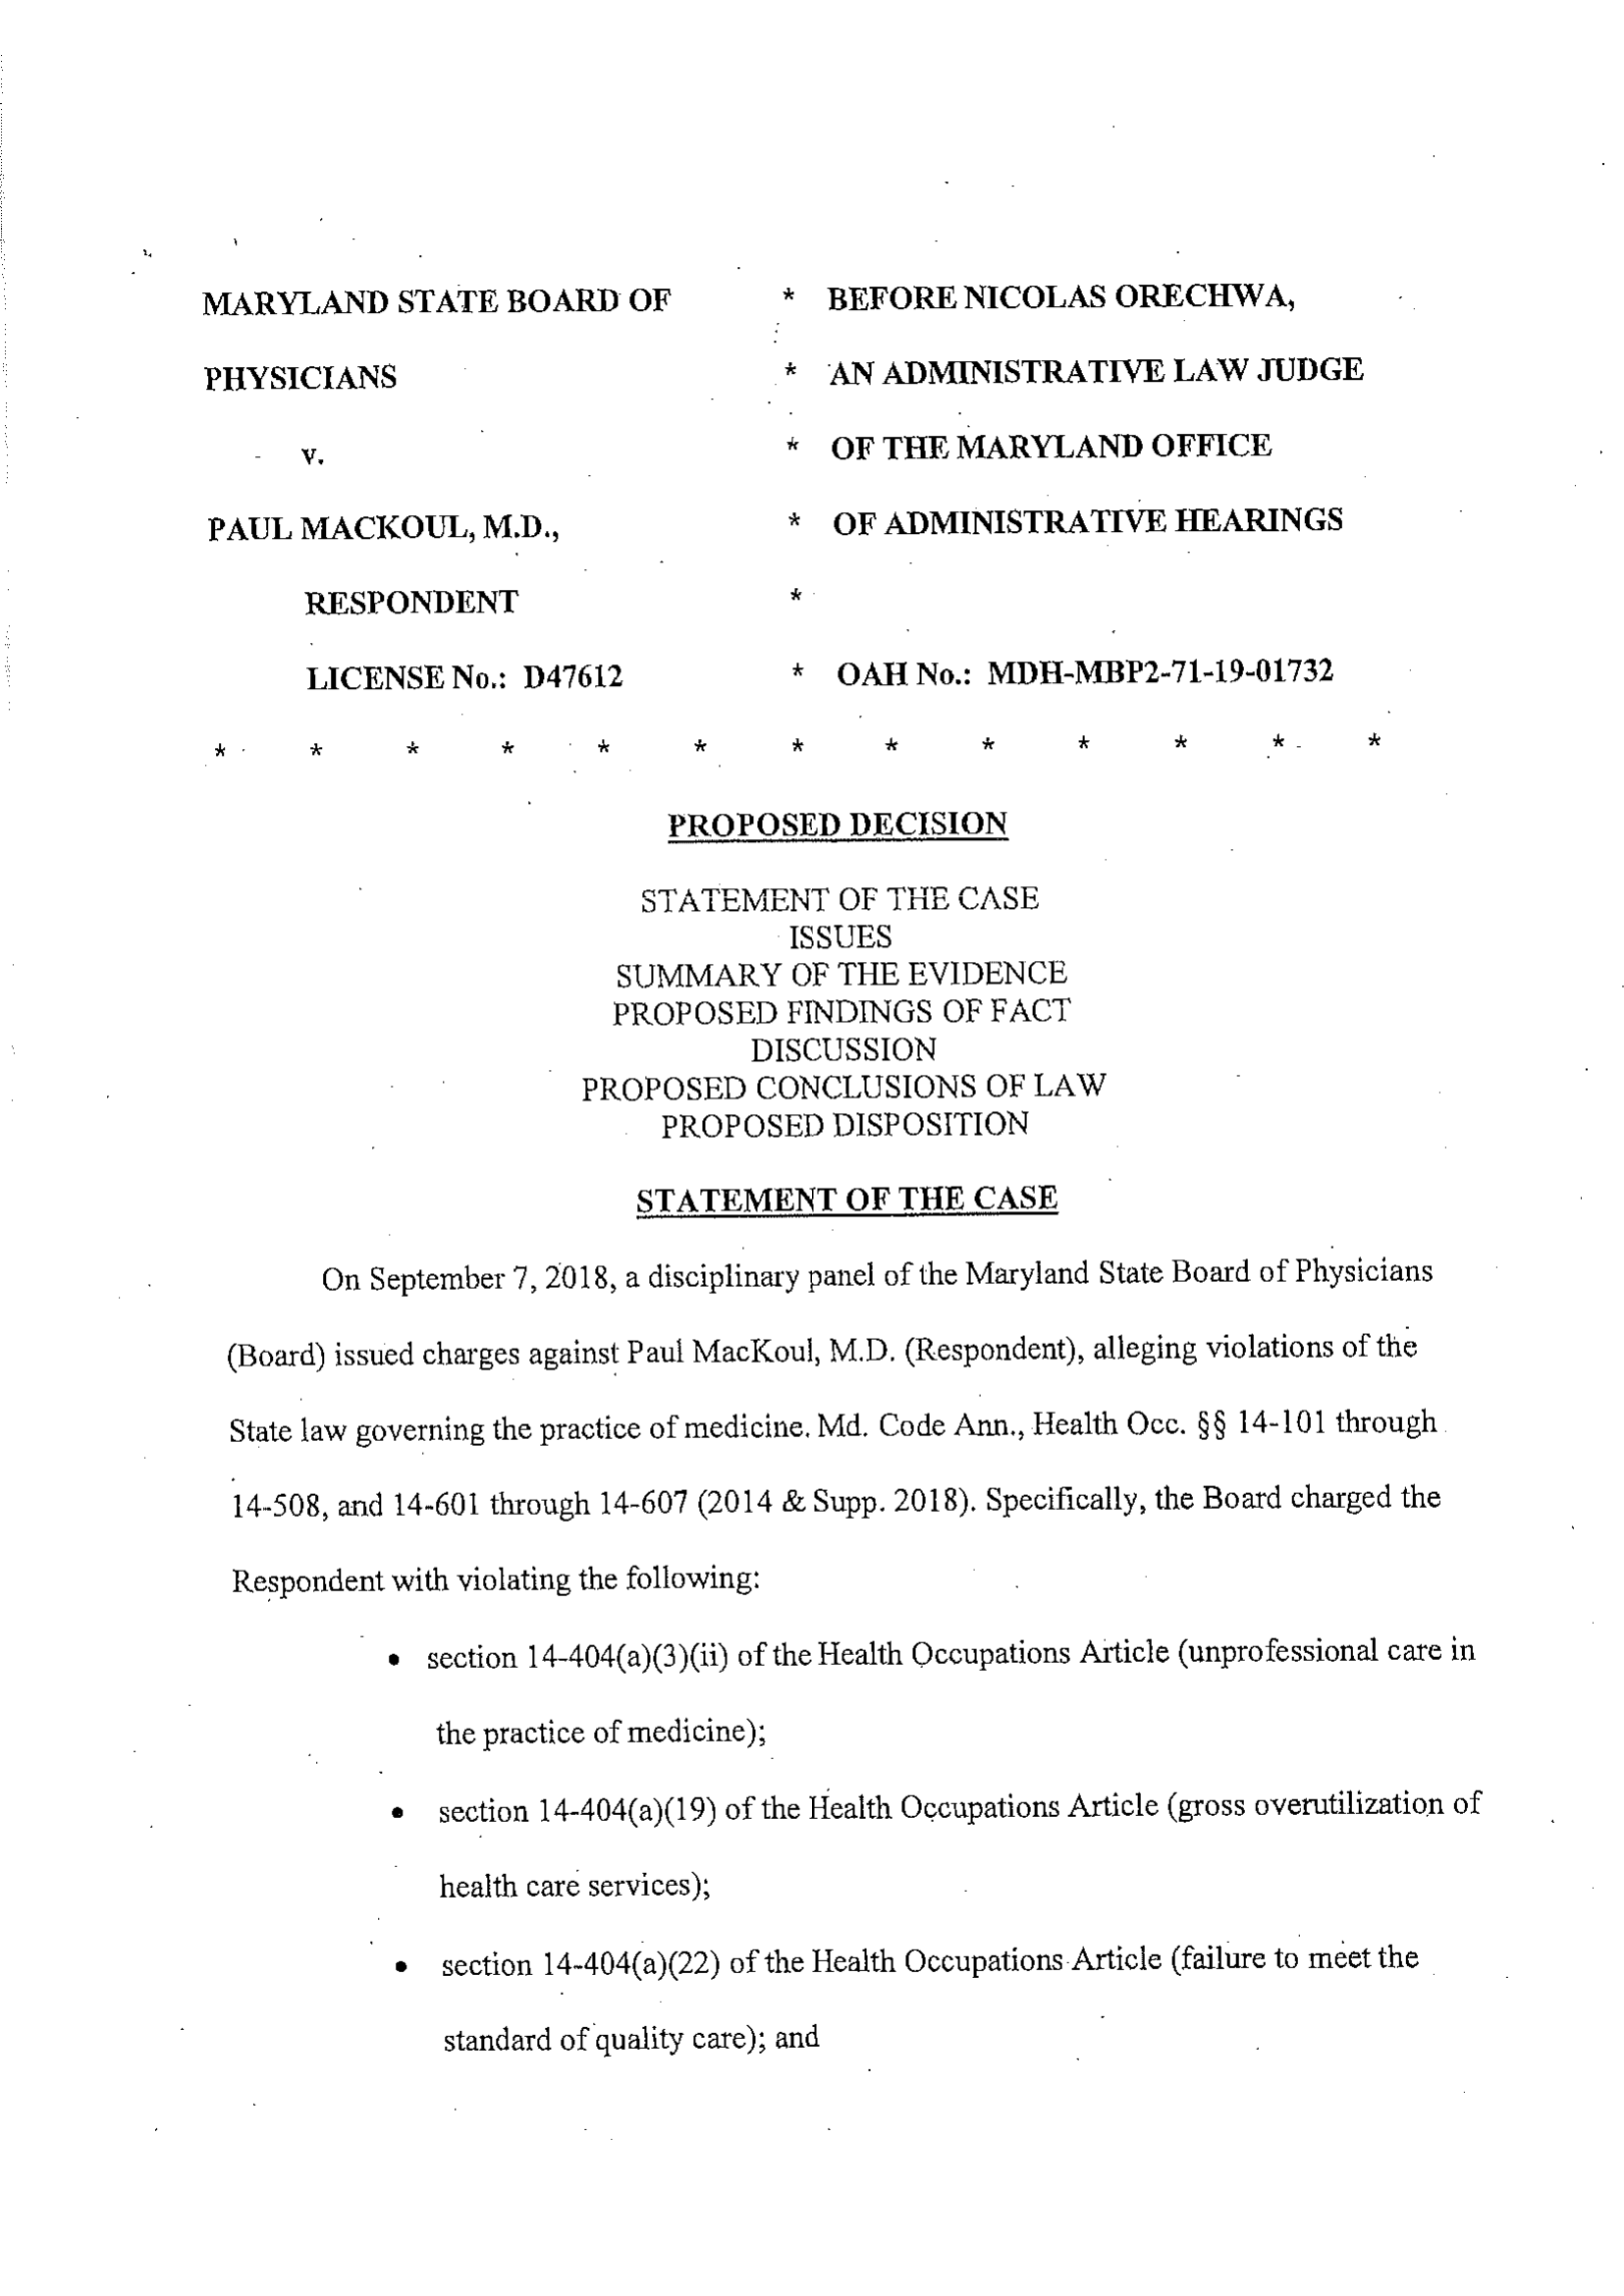 MARYLAND STATE BOARD OF * BEFORE NICOLAS ORECHWA,
PHYSICIANS * AN ADMINISTRATIVE LAW JUDGE
v. * OF THE MARYLAND OFFICE
PAUL MACKOUL, M.D., * OF ADMINISTRATIVE HEARINGS
RESPONDENT *
LICENSE No.: D47612 * OAH No.: MDH-MBP2-71-19-01732
* * * * * * * * * * * * *
PROPOSED DECISION
STATEMENT OF THE CASE
ISSUES
SUMMARY OF THE EVIDENCE
PROPOSED FINDINGS OF FACT
DISCUSSION
PROPOSED CONCLUSIONS OF LAW
PROPOSED DISPOSITION
STATEMENT OF THE CASE
On September 7, 2018, a disciplinary panel of the Maryland State Board of Physicians
(Board) issued charges against Paul MacKoul, M.D. (Respondent), alleging violations of the
State law governing the practice of medicine. Md. Code Ann., Health Occ. §§ 14-101 through
14-508, and 14-601 through 14-607 (2014 & Supp. 2018). Specifically, the Board charged the
Respondent with violating the following:
• section 14-404(a)(3)(ii) of the Health Occupations Article (unprofessional care in
the practice of medicine);
• section 14-404(a)(19) of the Health Occupations Article (gross overutilization of
health care services);
• section 14-404(a)(22) of the Health Occupations Article (failure to meet the
standard of quality care); and